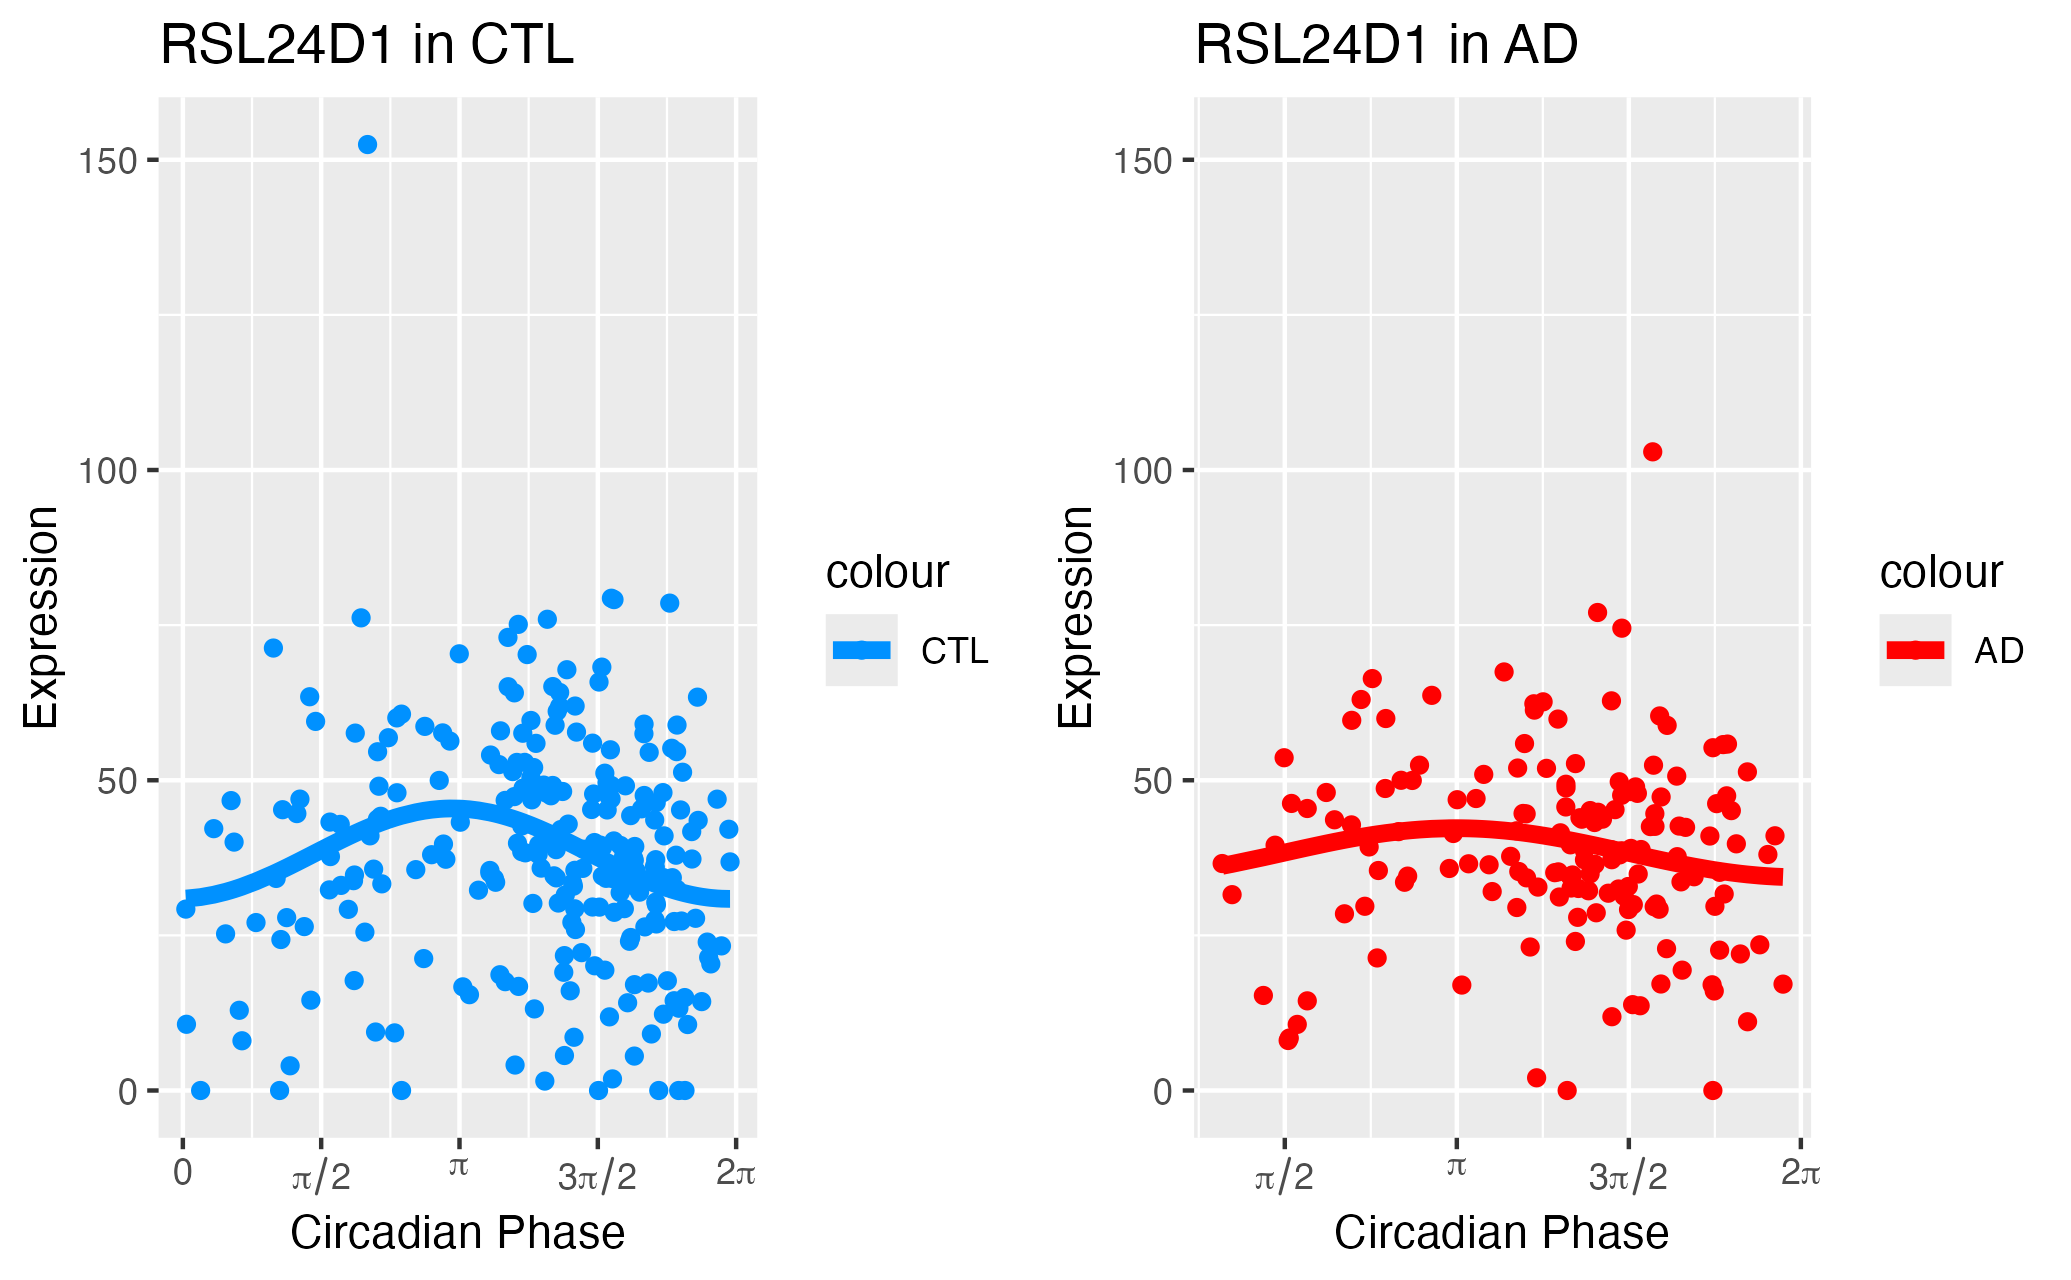 RSL24D1 in CTL
150
100
50
0
Expression
0 π/2 π 3π/2 2π
Circadian Phase
colour
CTL
RSL24D1 in AD
150
100
50
0
Expression
π/2 π 3π/2 2π
Circadian Phase
colour
AD